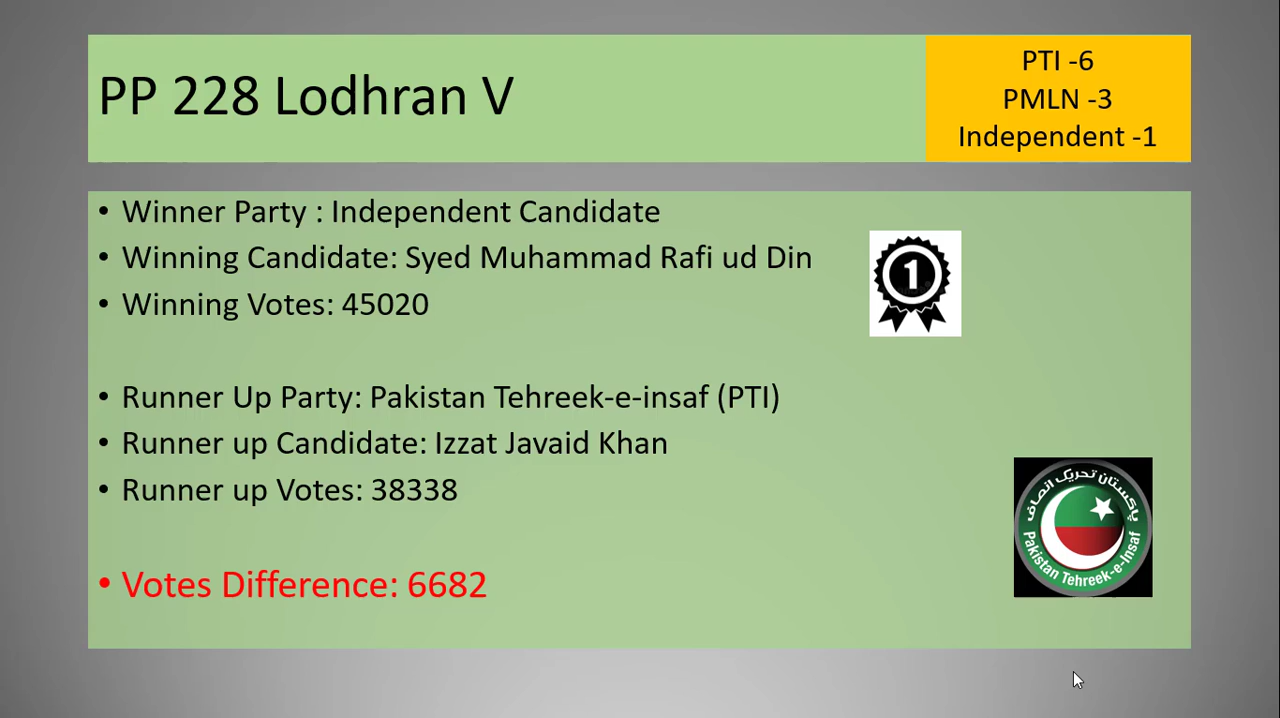 PP 228 Lodhran V
PTI -6
PMLN -3
Independent -1
• Winner Party : Independent Candidate
• Winning Candidate: Syed Muhammad Rafi ud Din
• Winning Votes: 45020
1
• Runner Up Party: Pakistan Tehreek-e-insaf (PTI)
• Runner up Candidate: Izzat Javaid Khan
• Runner up Votes: 38338
پاکستان تحریک انصاف
Pakistan Tehreek-e-Insaf
• Votes Difference: 6682